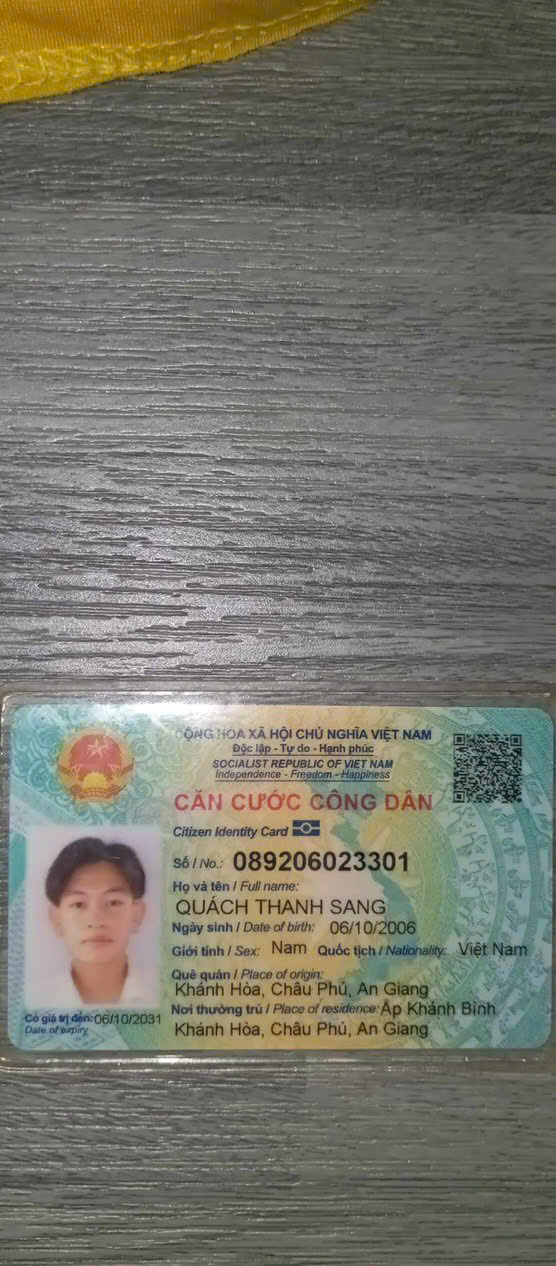 CỘNG HÒA XÃ HỘI CHỦ NGHĨA VIỆT NAM
Độc lập - Tự do - Hạnh phúc
SOCIALIST REPUBLIC OF VIET NAM
Independence - Freedom - Happiness
CĂN CƯỚC CÔNG DÂN
Citizen Identity Card
Số / No.: 089206023301
Họ và tên / Full name:
QUÁCH THANH SANG
Ngày sinh / Date of birth: 06/10/2006
Giới tính / Sex: Nam Quốc tịch / Nationality: Việt Nam
Quê quán / Place of origin:
Khánh Hòa, Châu Phú, An Giang
Nơi thường trú / Place of residence: Ấp Khánh Bình
Khánh Hòa, Châu Phú, An Giang
Có giá trị đến: 06/10/2031
Date of expiry